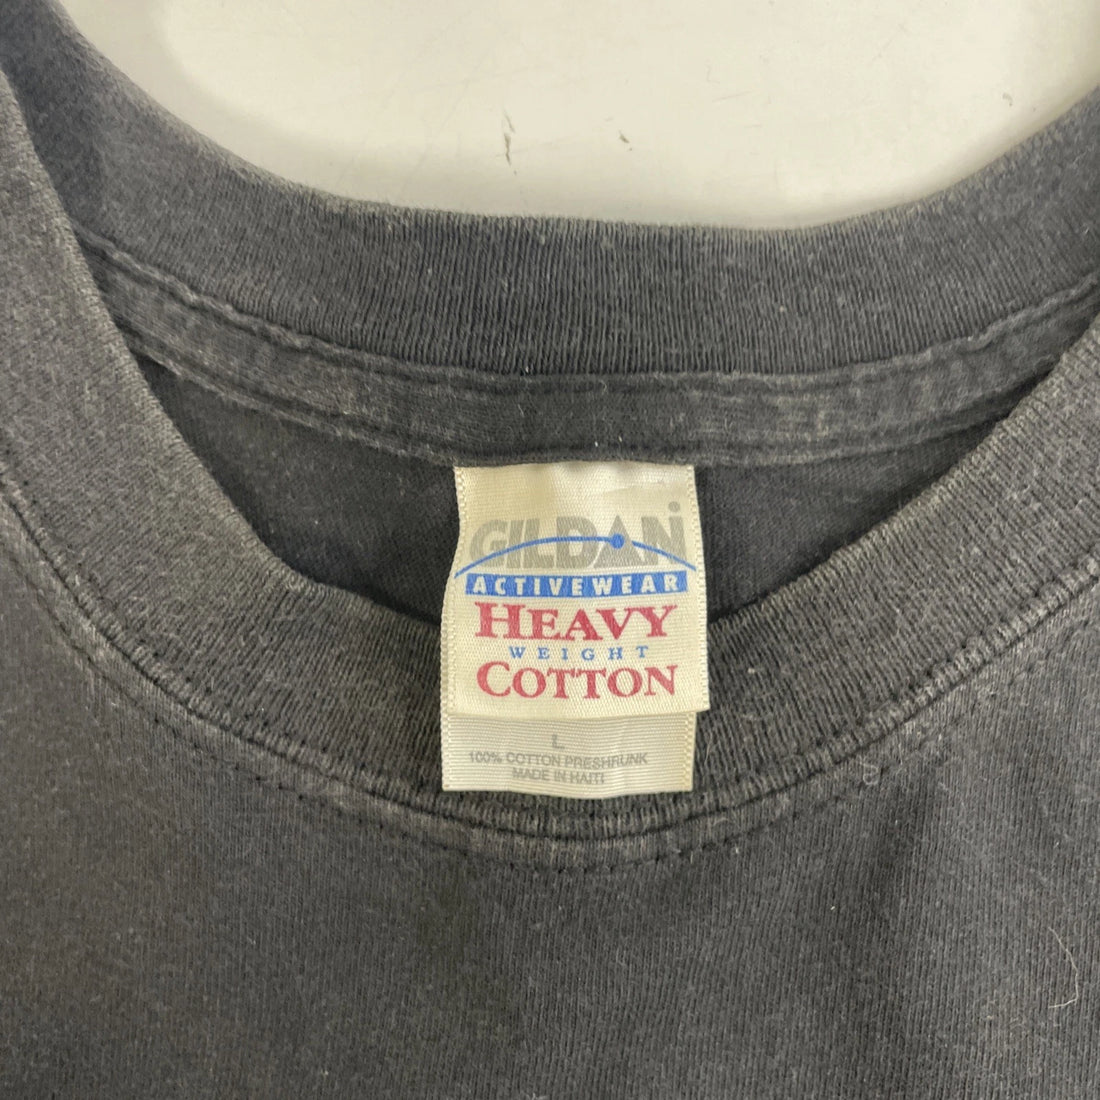 GILDAN
ACTIVEWEAR
HEAVY
WEIGHT
COTTON
L
100% COTTON PRESHRUNK
MADE IN HAITI